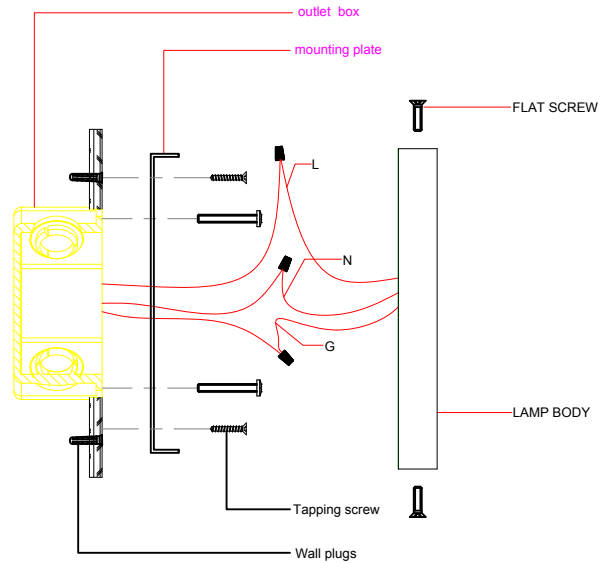 outlet box
mounting plate
FLAT SCREW
L
N
G
LAMP BODY
Tapping screw
Wall plugs